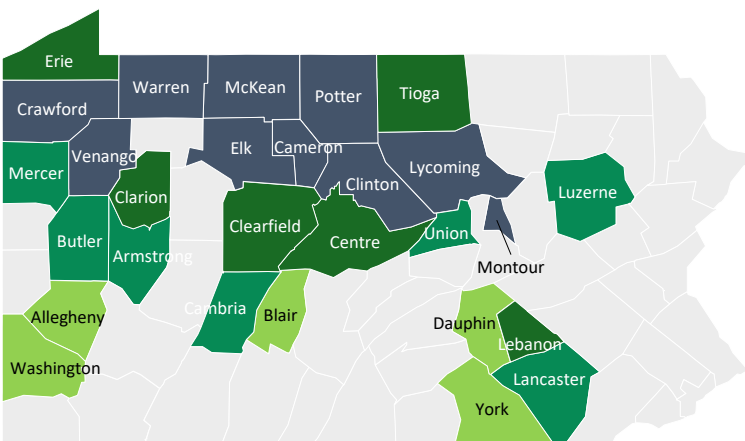 Erie
Warren
McKean
Potter
Tioga
Crawford
Venango
Elk
Cameron
Lycoming
Mercer
Clarion
Clinton
Luzerne
Clearfield
Centre
Union
Butler
Armstrong
Montour
Cambria
Blair
Allegheny
Dauphin
Lebanon
Washington
Lancaster
York